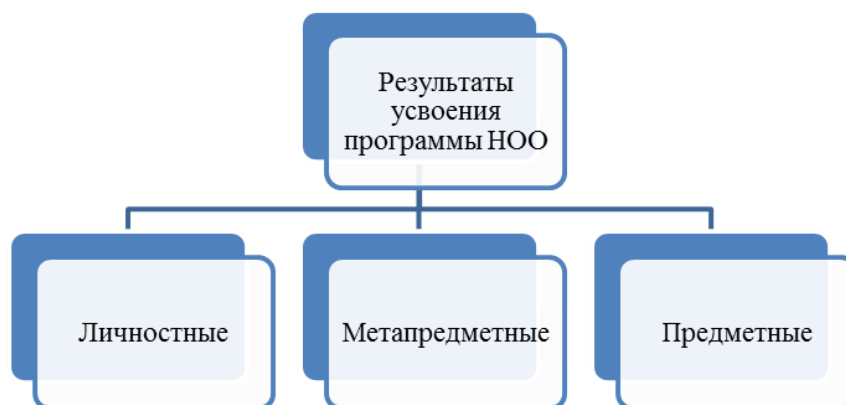 Результаты
усвоения
программы НОО
Личностные
Метапредметные
Предметные